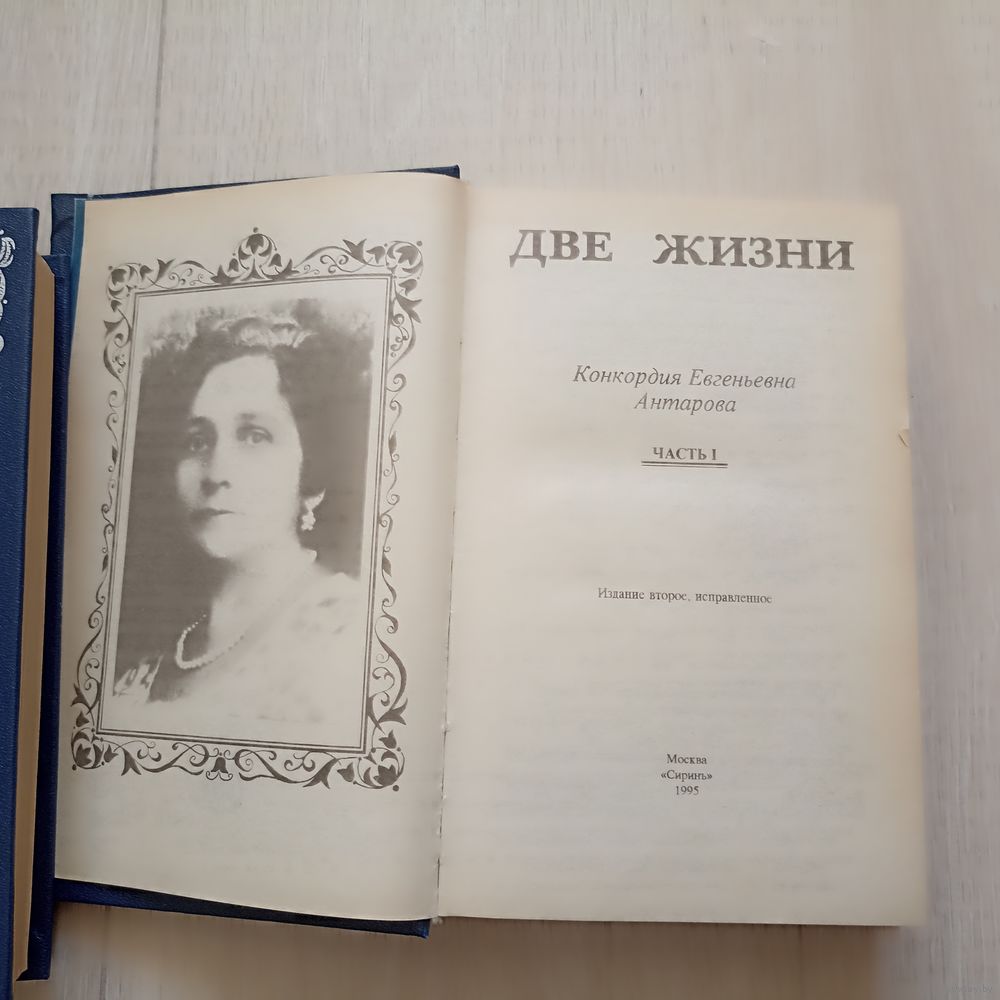 ДВЕ ЖИЗНИ
Конкордия Евгеньевна
Антарова
ЧАСТЬ I
Издание второе, исправленное
Москва
«Сиринъ»
1995